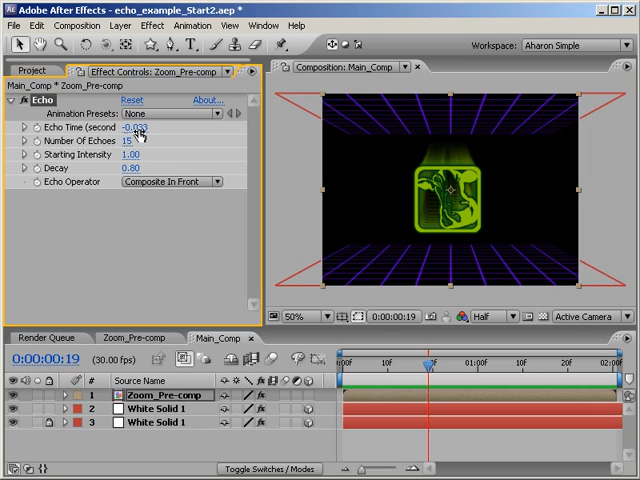 Adobe After Effects - echo_example_Start2.aep *
File Edit Composition Layer Effect Animation View Window Help
Workspace: Aharon Simple
Project Effect Controls: Zoom_Pre-comp
Composition: Main_Comp
Main_Comp * Zoom_Pre-comp
fx Echo Reset About...
Animation Presets: None
Echo Time (second -0.033
Number Of Echoes 15
Starting Intensity 1.00
Decay 0.80
Echo Operator Composite In Front
50% 0:00:00:19 Half Active Camera
Render Queue Zoom_Pre-comp Main_Comp
0:00:00:19 (30.00 fps)
:00F 10F 20F 01:00F 10F 20F 02:00F
# Source Name
1 Zoom_Pre-comp
2 White Solid 1
3 White Solid 1
Toggle Switches / Modes